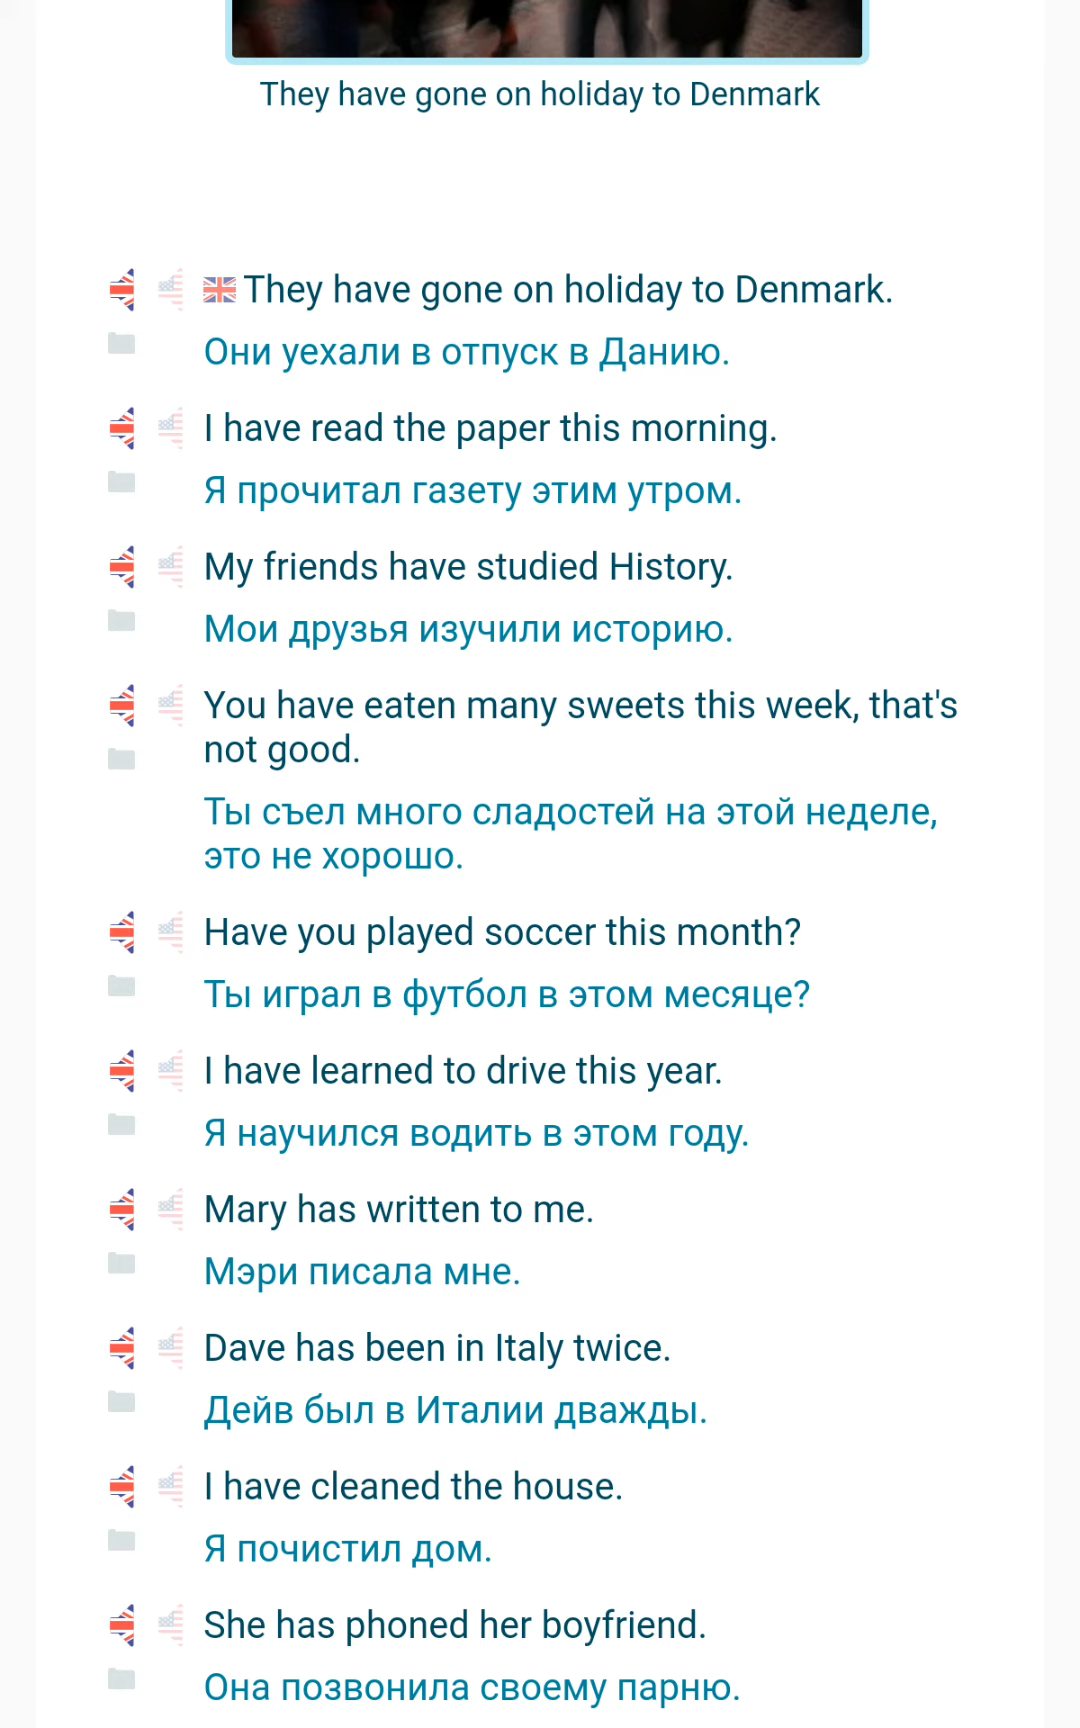 They have gone on holiday to Denmark
They have gone on holiday to Denmark.
Они уехали в отпуск в Данию.
I have read the paper this morning.
Я прочитал газету этим утром.
My friends have studied History.
Мои друзья изучили историю.
You have eaten many sweets this week, that's
not good.
Ты съел много сладостей на этой неделе,
это не хорошо.
Have you played soccer this month?
Ты играл в футбол в этом месяце?
I have learned to drive this year.
Я научился водить в этом году.
Mary has written to me.
Мэри писала мне.
Dave has been in Italy twice.
Дейв был в Италии дважды.
I have cleaned the house.
Я почистил дом.
She has phoned her boyfriend.
Она позвонила своему парню.